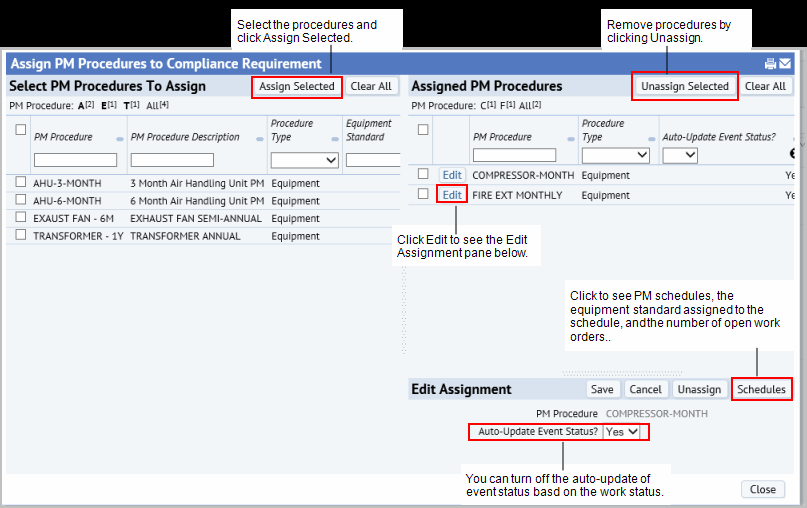 Select the procedures and
click Assign Selected.
Remove procedures by
clicking Unassign.
Assign PM Procedures to Compliance Requirement
Select PM Procedures To Assign
Assign Selected
Clear All
PM Procedure: A[2] E[1] T[1] All[4]
PM Procedure
PM Procedure Description
Procedure
Type
Equipment
Standard
AHU-3-MONTH 3 Month Air Handling Unit PM Equipment
AHU-6-MONTH 6 Month Air Handling Unit PM Equipment
EXAUST FAN - 6M EXHAUST FAN SEMI-ANNUAL Equipment
TRANSFORMER - 1Y TRANSFORMER ANNUAL Equipment
Assigned PM Procedures
Unassign Selected
Clear All
PM Procedure: C[1] F[1] All[2]
PM Procedure
Procedure
Type
Auto-Update Event Status?
Edit COMPRESSOR-MONTH Equipment Ye
Edit FIRE EXT MONTHLY Equipment Ye
Click Edit to see the Edit
Assignment pane below.
Click to see PM schedules, the
equipment standard assigned to the
schedule, and the number of open work
orders..
Edit Assignment
Save
Cancel
Unassign
Schedules
PM Procedure COMPRESSOR-MONTH
Auto-Update Event Status? Yes
You can turn off the auto-update of
event status basd on the work status.
Close